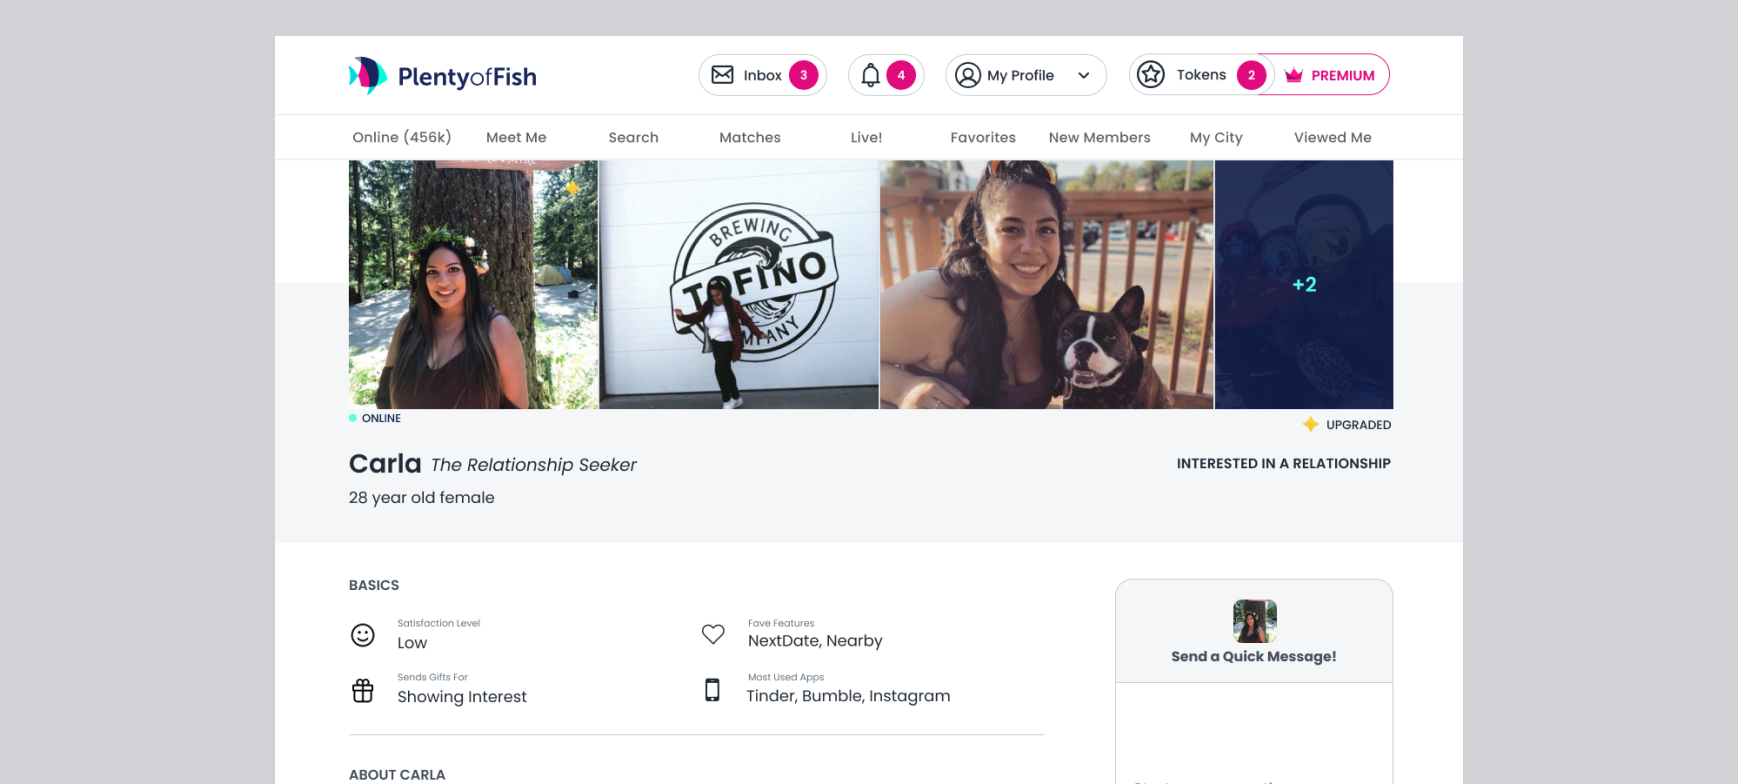 PlentyofFish
Inbox 3
4
My Profile
Tokens 2
PREMIUM
Online (456k)
Meet Me
Search
Matches
Live!
Favorites
New Members
My City
Viewed Me
BREWING
TOFINO
MPANY
+2
ONLINE
UPGRADED
Carla The Relationship Seeker
INTERESTED IN A RELATIONSHIP
28 year old female
BASICS
Satisfaction Level
Low
Fave Features
NextDate, Nearby
Sends Gifts For
Showing Interest
Most Used Apps
Tinder, Bumble, Instagram
Send a Quick Message!
ABOUT CARLA